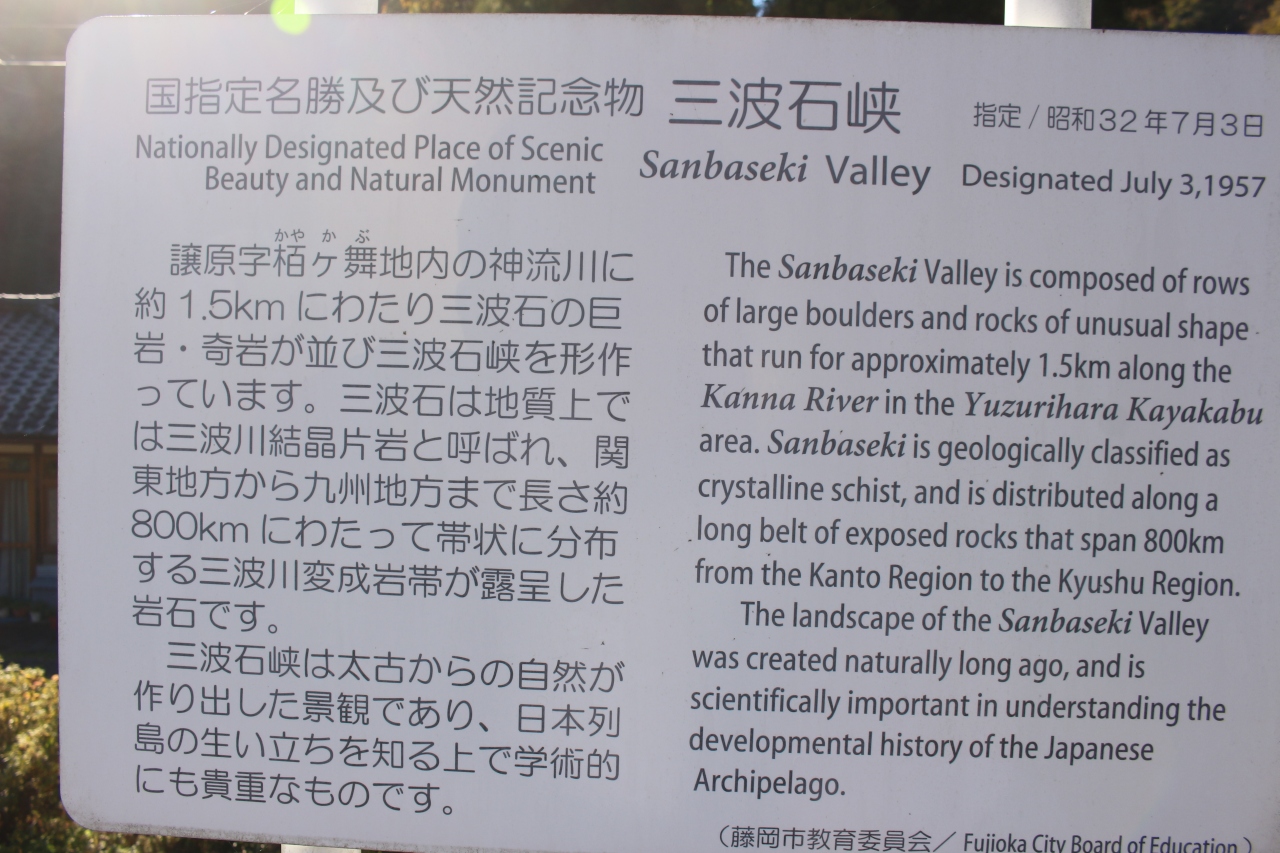 国指定名勝及び天然記念物 三波石峡 指定/昭和32年7月3日
Nationally Designated Place of Scenic
Beauty and Natural Monument
Sanbaseki Valley Designated July 3,1957
かや か ぶ
譲原字栢ヶ舞地内の神流川に
約1.5kmにわたり三波石の巨
岩・奇岩が並び三波石峡を形作
っています。三波石は地質上で
は三波川結晶片岩と呼ばれ、関
東地方から九州地方まで長さ約
800kmにわたって帯状に分布
する三波川変成岩帯が露呈した
岩石です。
三波石峡は太古からの自然が
作り出した景観であり、日本列
島の生い立ちを知る上で学術的
にも貴重なものです。
The Sanbaseki Valley is composed of rows
of large boulders and rocks of unusual shape
that run for approximately 1.5km along the
Kanna River in the Yuzurihara Kayakabu
area. Sanbaseki is geologically classified as
crystalline schist, and is distributed along a
long belt of exposed rocks that span 800km
from the Kanto Region to the Kyushu Region.
The landscape of the Sanbaseki Valley
was created naturally long ago, and is
scientifically important in understanding the
developmental history of the Japanese
Archipelago.
(藤岡市教育委員会/ Fujioka City Board of Education)